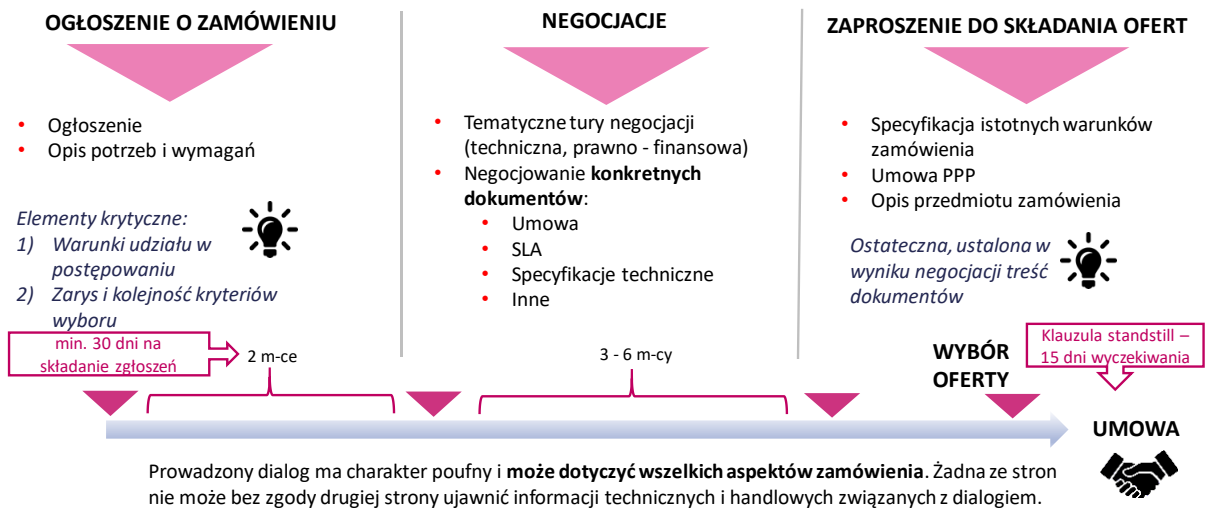 OGŁOSZENIE O ZAMÓWIENIU
• Ogłoszenie
• Opis potrzeb i wymagań
Elementy krytyczne:
1) Warunki udziału w
postępowaniu
2) Zarys i kolejność kryteriów
wyboru
min. 30 dni na
składanie zgłoszeń
2 m-ce
NEGOCJACJE
• Tematyczne tury negocjacji
(techniczna, prawno - finansowa)
• Negocjowanie konkretnych
dokumentów:
• Umowa
• SLA
• Specyfikacje techniczne
• Inne
3 - 6 m-cy
ZAPROSZENIE DO SKŁADANIA OFERT
• Specyfikacja istotnych warunków
zamówienia
• Umowa PPP
• Opis przedmiotu zamówienia
Ostateczna, ustalona w
wyniku negocjacji treść
dokumentów
WYBÓR
OFERTY
Klauzula standstill –
15 dni wyczekiwania
UMOWA
Prowadzony dialog ma charakter poufny i może dotyczyć wszelkich aspektów zamówienia. Żadna ze stron
nie może bez zgody drugiej strony ujawnić informacji technicznych i handlowych związanych z dialogiem.